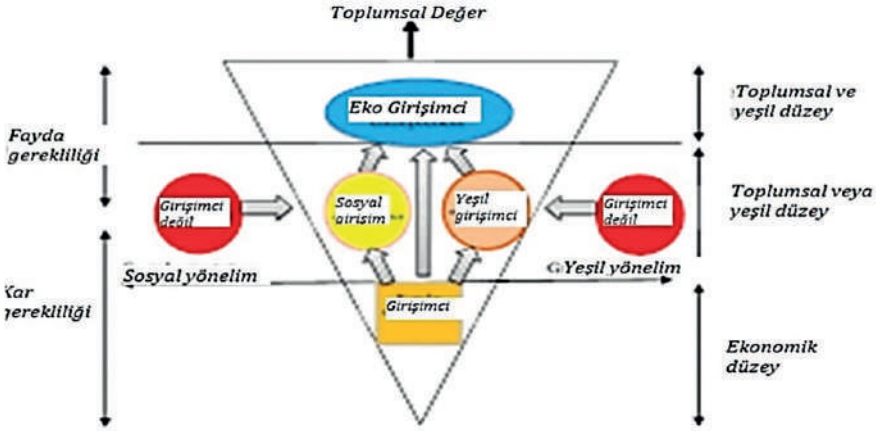 Toplumsal Değer
Eko Girişimci
Toplumsal ve
yeşil düzey
Fayda
gerekliliği
Girişimci
değil
Sosyal
girişim
Yeşil
girişimci
Girişimci
değil
Toplumsal veya
yeşil düzey
Sosyal yönelim
Yeşil yönelim
Kar
gerekliliği
Girişimci
Ekonomik
düzey